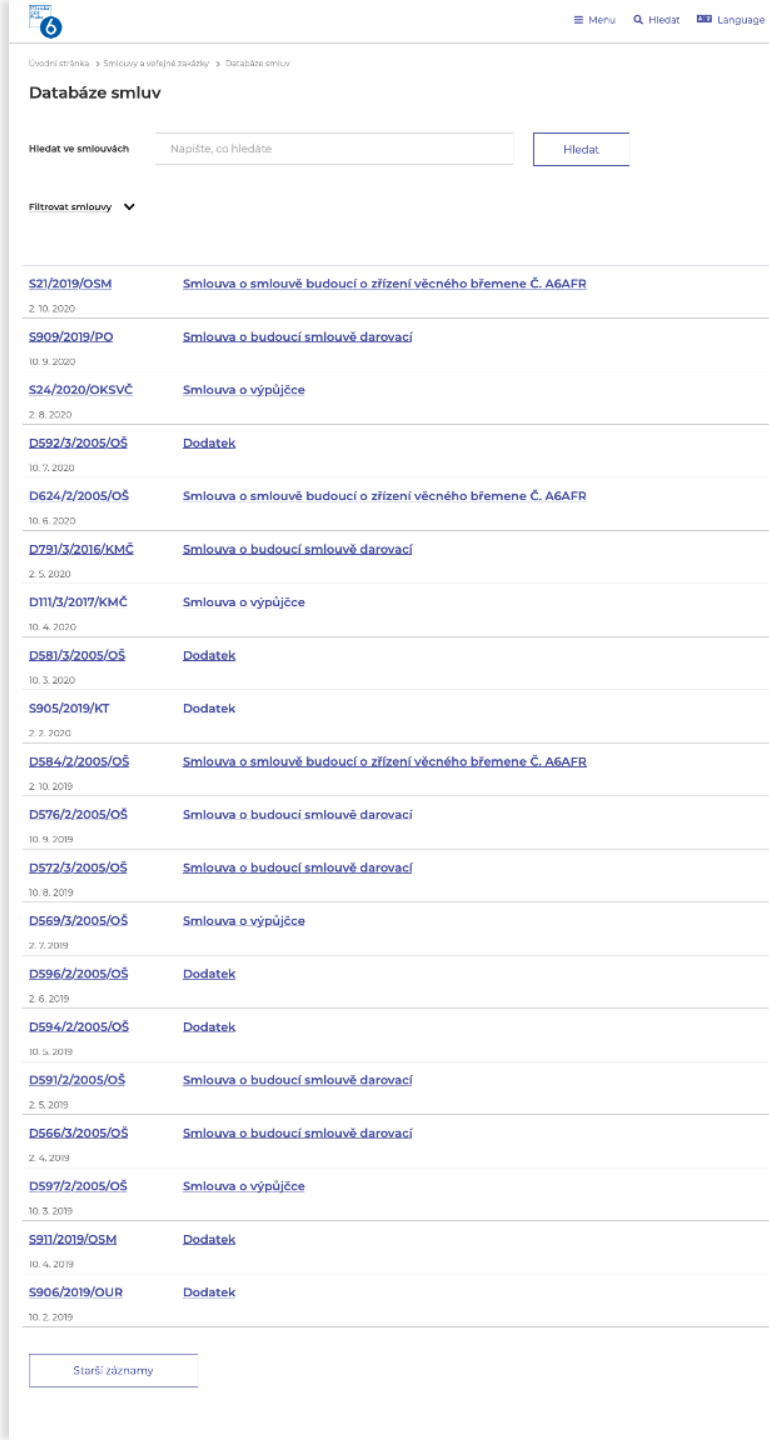 Městská
část
Praha
6
Menu Hledat Language
Úvodní stránka > Smlouvy a veřejné zakázky > Databáze smluv
Databáze smluv
Hledat ve smlouvách Napište, co hledáte Hledat
Filtrovat smlouvy
S21/2019/OSM Smlouva o smlouvě budoucí o zřízení věcného břemene Č. A6AFR
2. 10. 2020
S909/2019/PO Smlouva o budoucí smlouvě darovací
10. 9. 2020
S24/2020/OKSVČ Smlouva o výpůjčce
2. 8. 2020
D592/3/2005/OŠ Dodatek
10. 7. 2020
D624/2/2005/OŠ Smlouva o smlouvě budoucí o zřízení věcného břemene Č. A6AFR
10. 6. 2020
D791/3/2016/KMČ Smlouva o budoucí smlouvě darovací
2. 5. 2020
D111/3/2017/KMČ Smlouva o výpůjčce
10. 4. 2020
D581/3/2005/OŠ Dodatek
10. 3. 2020
S905/2019/KT Dodatek
2. 2. 2020
D584/2/2005/OŠ Smlouva o smlouvě budoucí o zřízení věcného břemene Č. A6AFR
2. 10. 2019
D576/2/2005/OŠ Smlouva o budoucí smlouvě darovací
10. 9. 2019
D572/3/2005/OŠ Smlouva o budoucí smlouvě darovací
10. 8. 2019
D569/3/2005/OŠ Smlouva o výpůjčce
2. 7. 2019
D596/2/2005/OŠ Dodatek
2. 6. 2019
D594/2/2005/OŠ Dodatek
10. 5. 2019
D591/2/2005/OŠ Smlouva o budoucí smlouvě darovací
2. 5. 2019
D566/3/2005/OŠ Smlouva o budoucí smlouvě darovací
2. 4. 2019
D597/2/2005/OŠ Smlouva o výpůjčce
10. 3. 2019
S911/2019/OSM Dodatek
10. 4. 2019
S906/2019/OUR Dodatek
10. 2. 2019
Starší záznamy